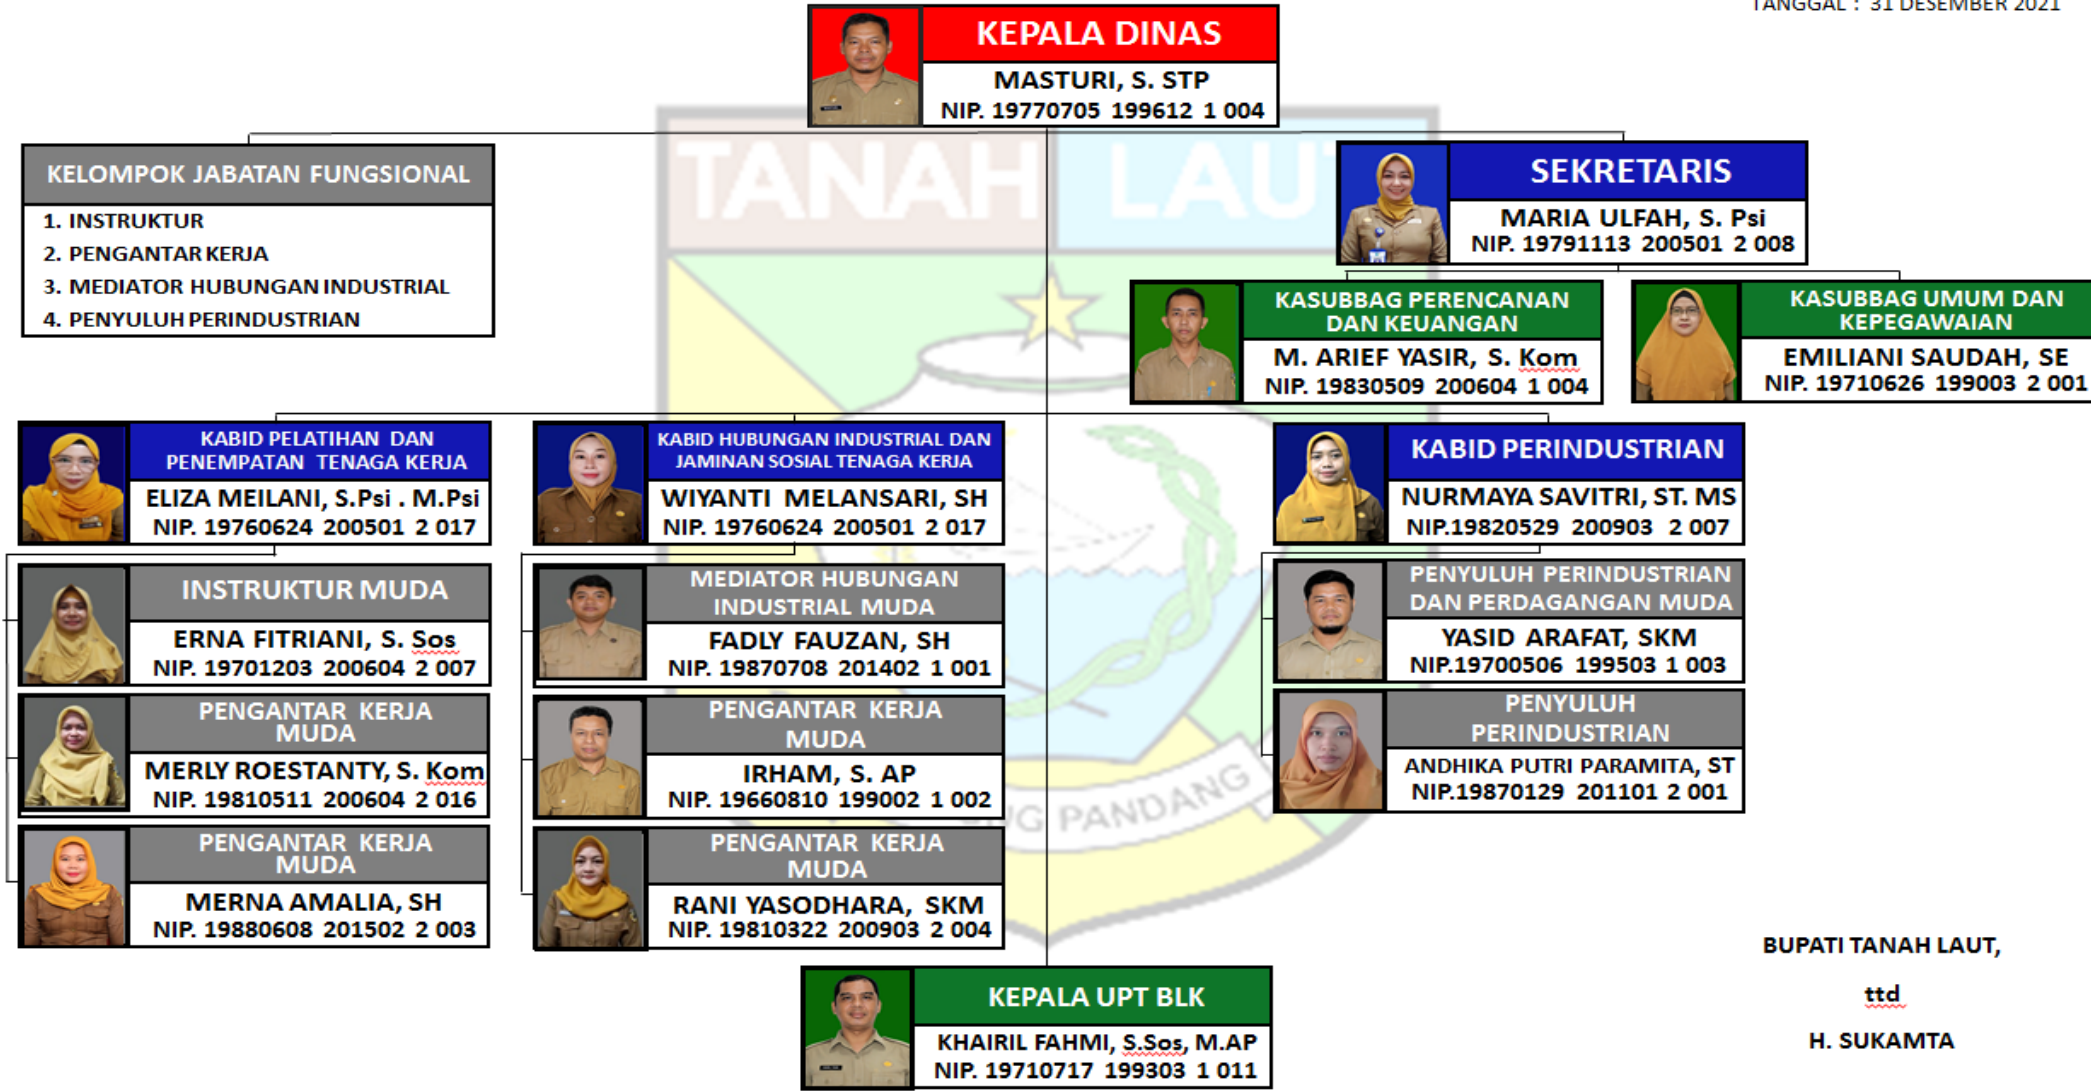 TANGGAL : 31 DESEMBER 2021
KEPALA DINAS
MASTURI, S. STP
NIP. 19770705 199612 1 004
TANAH LAUT
KELOMPOK JABATAN FUNGSIONAL
1. INSTRUKTUR
2. PENGANTAR KERJA
3. MEDIATOR HUBUNGAN INDUSTRIAL
4. PENYULUH PERINDUSTRIAN
SEKRETARIS
MARIA ULFAH, S. Psi
NIP. 19791113 200501 2 008
KASUBBAG PERENCANAN
DAN KEUANGAN
M. ARIEF YASIR, S. Kom
NIP. 19830509 200604 1 004
KASUBBAG UMUM DAN
KEPEGAWAIAN
EMILIANI SAUDAH, SE
NIP. 19710626 199003 2 001
KABID PELATIHAN DAN
PENEMPATAN TENAGA KERJA
ELIZA MEILANI, S.Psi . M.Psi
NIP. 19760624 200501 2 017
INSTRUKTUR MUDA
ERNA FITRIANI, S. Sos
NIP. 19701203 200604 2 007
PENGANTAR KERJA
MUDA
MERLY ROESTANTY, S. Kom
NIP. 19810511 200604 2 016
PENGANTAR KERJA
MUDA
MERNA AMALIA, SH
NIP. 19880608 201502 2 003
KABID HUBUNGAN INDUSTRIAL DAN
JAMINAN SOSIAL TENAGA KERJA
WIYANTI MELANSARI, SH
NIP. 19760624 200501 2 017
MEDIATOR HUBUNGAN
INDUSTRIAL MUDA
FADLY FAUZAN, SH
NIP. 19870708 201402 1 001
PENGANTAR KERJA
MUDA
IRHAM, S. AP
NIP. 19660810 199002 1 002
PENGANTAR KERJA
MUDA
RANI YASODHARA, SKM
NIP. 19810322 200903 2 004
KABID PERINDUSTRIAN
NURMAYA SAVITRI, ST. MS
NIP.19820529 200903 2 007
PENYULUH PERINDUSTRIAN
DAN PERDAGANGAN MUDA
YASID ARAFAT, SKM
NIP.19700506 199503 1 003
PENYULUH
PERINDUSTRIAN
ANDHIKA PUTRI PARAMITA, ST
NIP.19870129 201101 2 001
NG PANDANG
KEPALA UPT BLK
KHAIRIL FAHMI, S.Sos, M.AP
NIP. 19710717 199303 1 011
BUPATI TANAH LAUT,
ttd
H. SUKAMTA